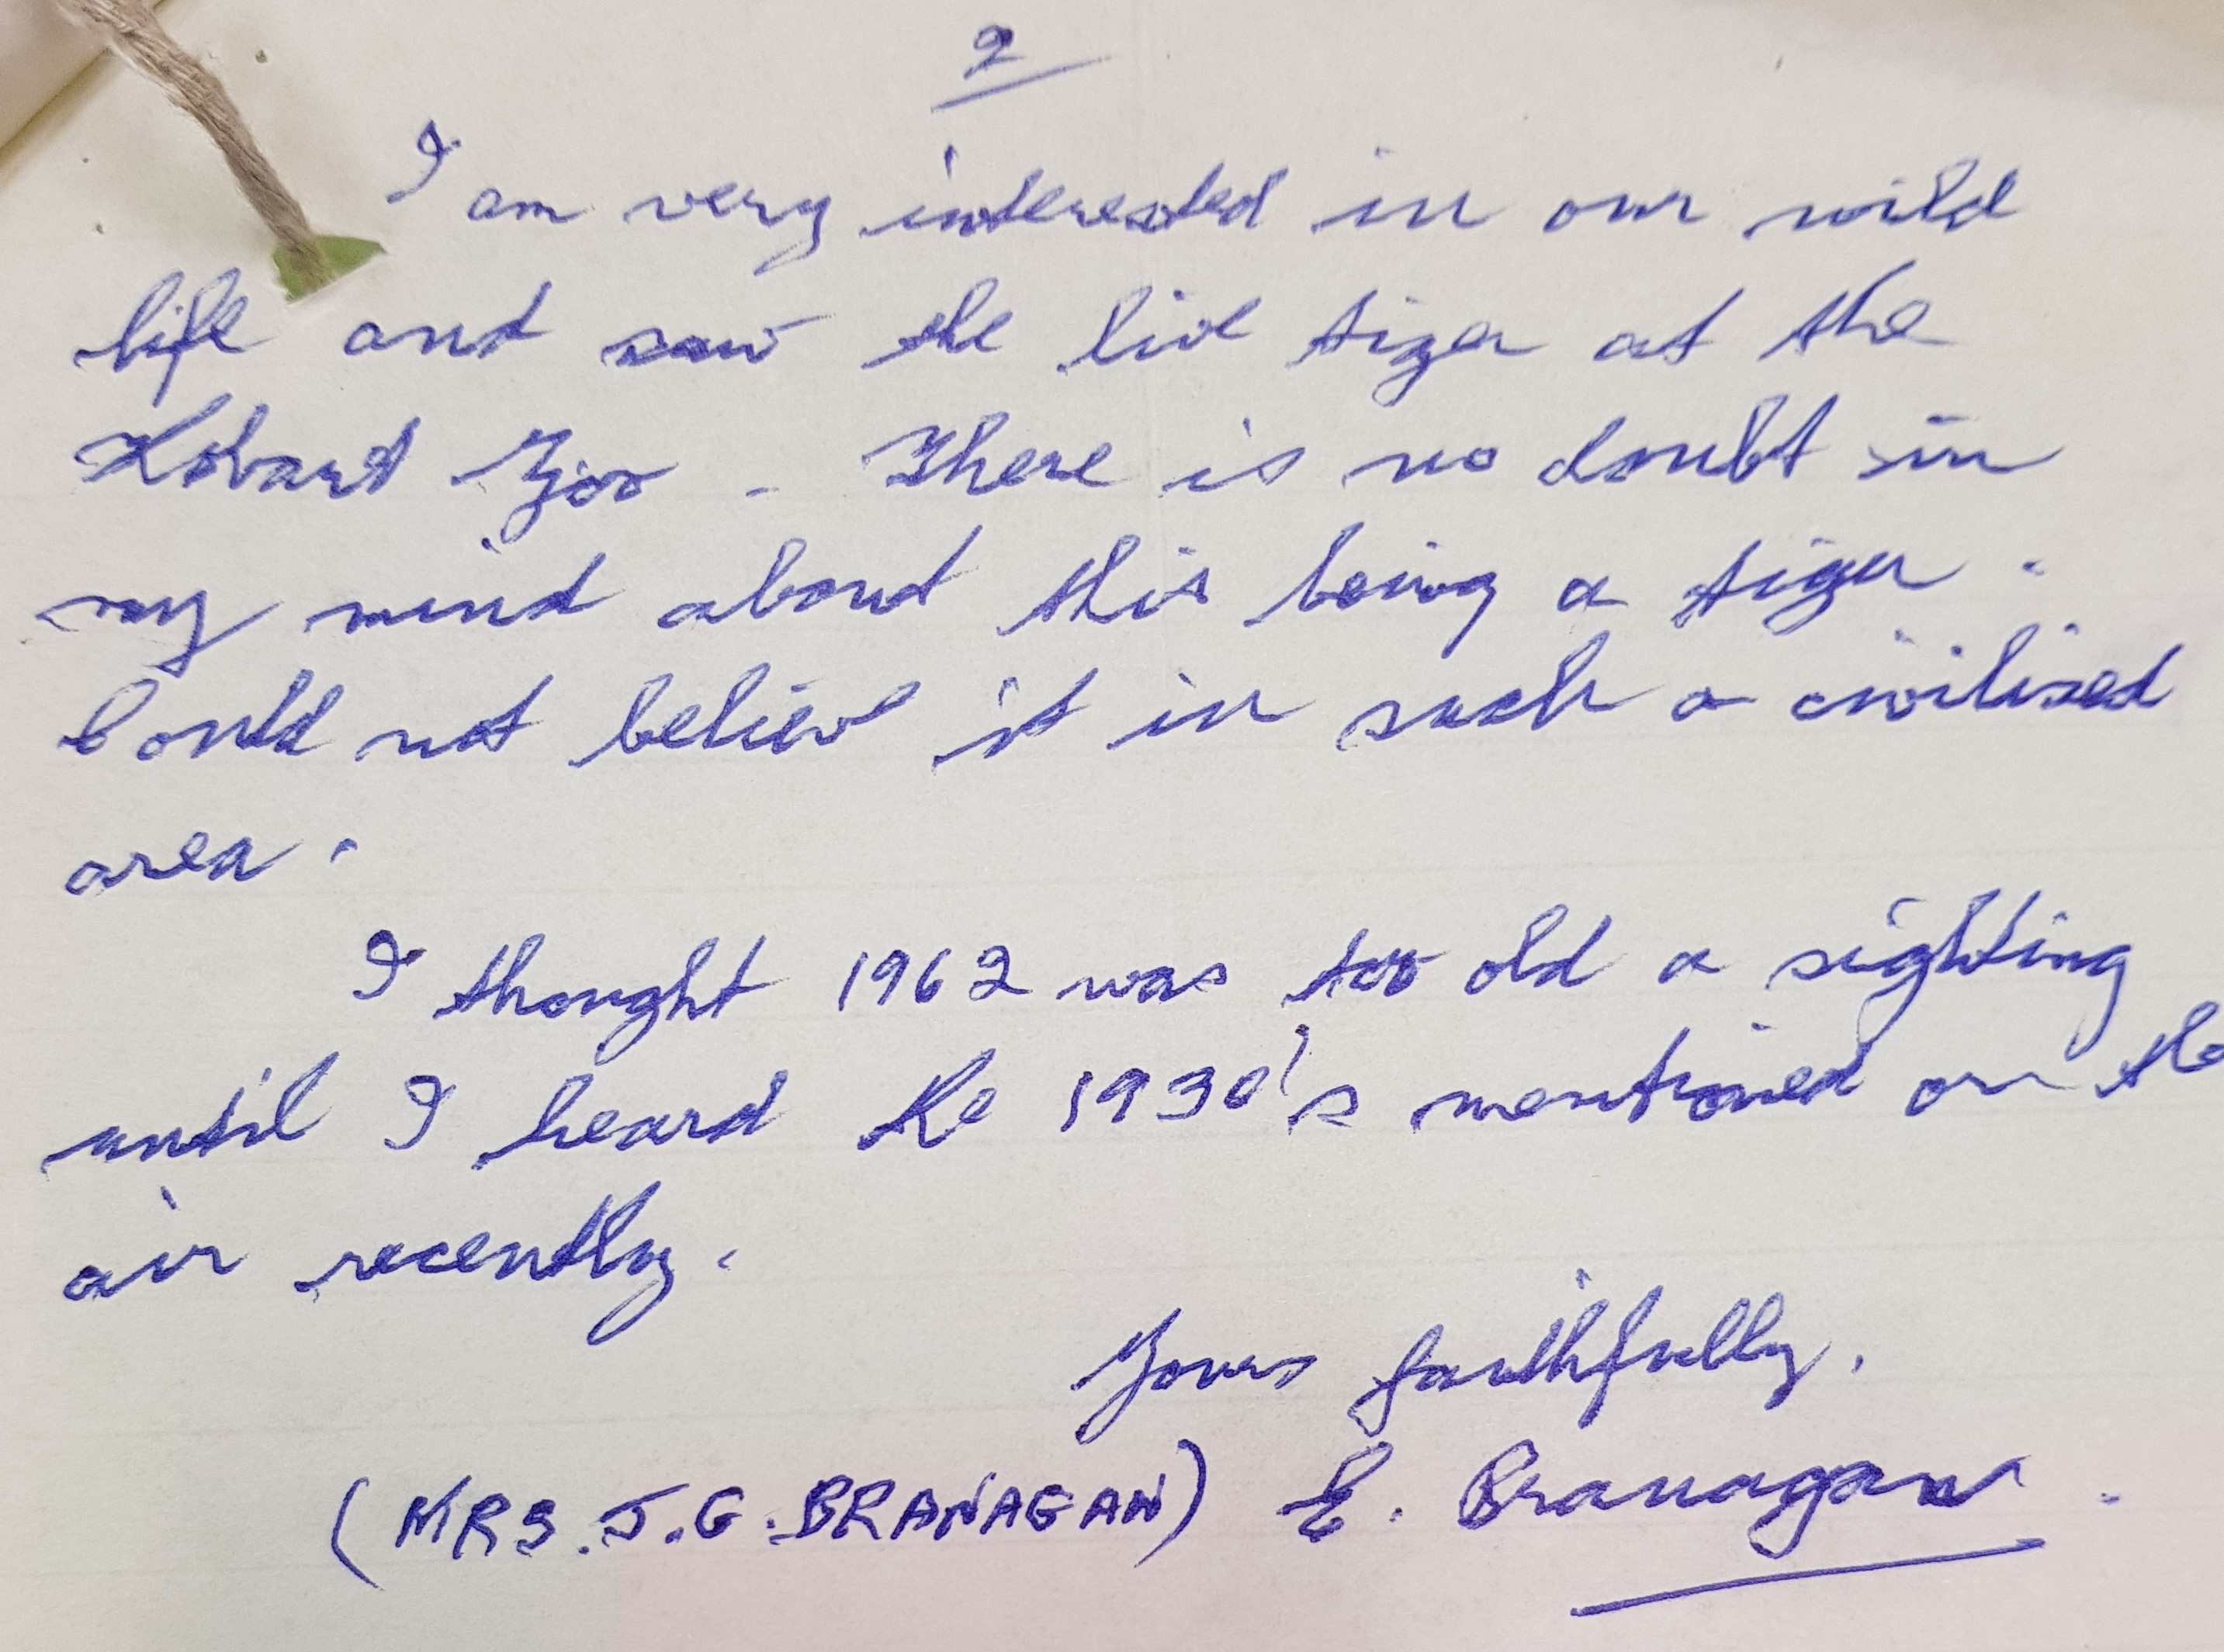 2
I am very interested in our wild
life and saw the live tiger at the
Hobart Zoo. There is no doubt in
my mind about this being a tiger.
Could not believe it in such a civilised
area.
I thought 1962 was too old a sighting
until I heard the 1930's mentioned on the
air recently.
Yours faithfully.
(MRS. J.G. BRANAGAN) E. Branagan.